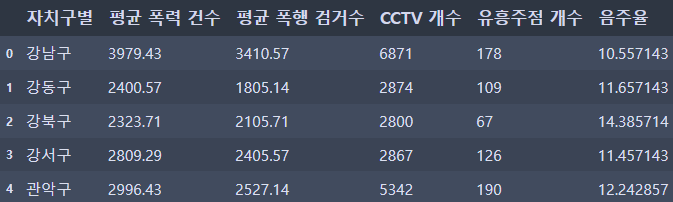 자치구별 평균 폭력 건수 평균 폭행 검거수 CCTV 개수 유흥주점 개수 음주율
0 강남구 3979.43 3410.57 6871 178 10.557143
1 강동구 2400.57 1805.14 2874 109 11.657143
2 강북구 2323.71 2105.71 2800 67 14.385714
3 강서구 2809.29 2405.57 2867 126 11.457143
4 관악구 2996.43 2527.14 5342 190 12.242857